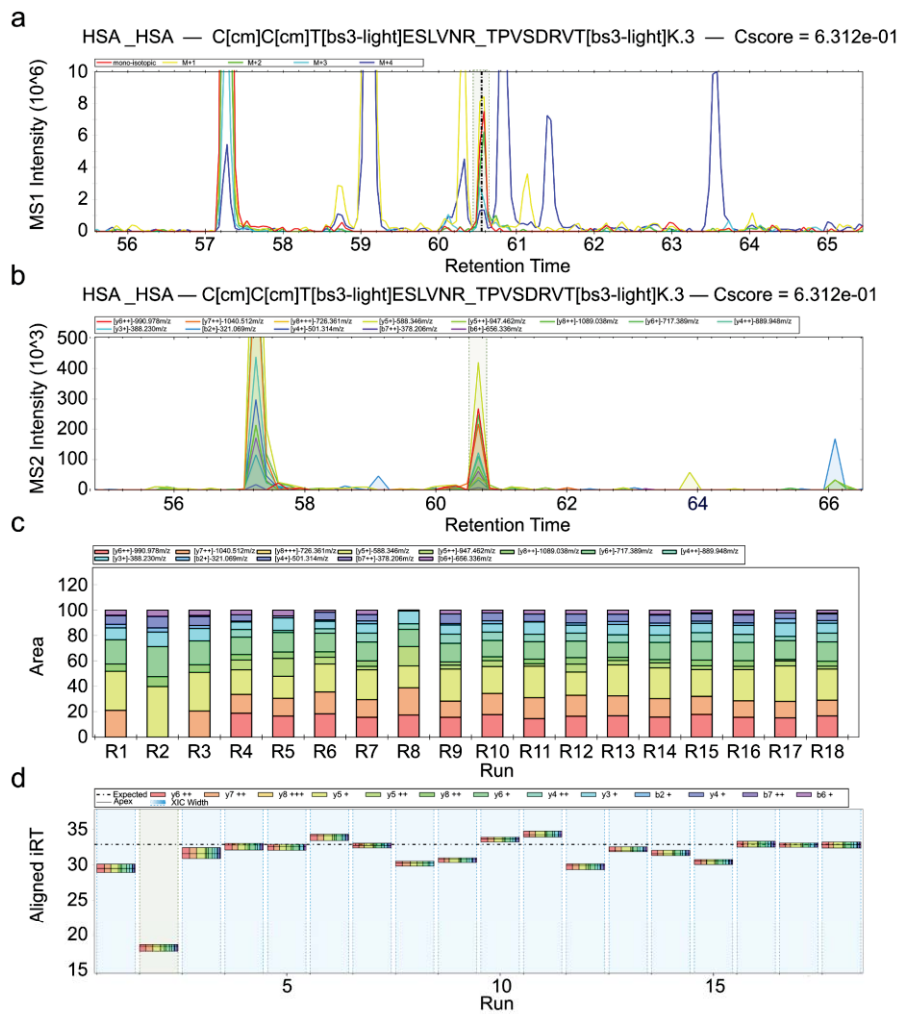 a
HSA _HSA — C[cm]C[cm]T[bs3-light]ESLVNR_TPVSDRVT[bs3-light]K.3 — Cscore = 6.312e-01
mono-isotopic M+1 M+2 M+3 M+4
MS1 Intensity (10^6)
10
8
6
4
2
0
56 57 58 59 60 61 62 63 64 65
Retention Time
b
HSA _HSA — C[cm]C[cm]T[bs3-light]ESLVNR_TPVSDRVT[bs3-light]K.3 — Cscore = 6.312e-01
[y6++]-990.978m/z [y7++]-1040.512m/z [y8+++]-726.361m/z [y5+]-588.346m/z [y5++]-947.462m/z [y8++]-1089.038m/z [y6+]-717.389m/z [y4++]-889.948m/z
[y3+]-388.230m/z [b2+]-321.069m/z [y4+]-501.314m/z [b7++]-378.206m/z [b6+]-656.336m/z
MS2 Intensity (10^3)
500
400
300
200
100
0
56 58 60 62 64 66
Retention Time
c
[y6++]-990.978m/z [y7++]-1040.512m/z [y8+++]-726.361m/z [y5+]-588.346m/z [y5++]-947.462m/z [y8++]-1089.038m/z [y6+]-717.389m/z [y4++]-889.948m/z
[y3+]-388.230m/z [b2+]-321.069m/z [y4+]-501.314m/z [b7++]-378.206m/z [b6+]-656.336m/z
Area
120
100
80
60
40
20
0
R1 R2 R3 R4 R5 R6 R7 R8 R9 R10 R11 R12 R13 R14 R15 R16 R17 R18
Run
d
Expected y6 ++ y7 ++ y8 +++ y5 + y5 ++ y8 ++ y6 + y4 ++ y3 + b2 + y4 + b7 ++ b6 +
Apex XIC Width
Aligned iRT
35
30
25
20
15
5 10 15
Run